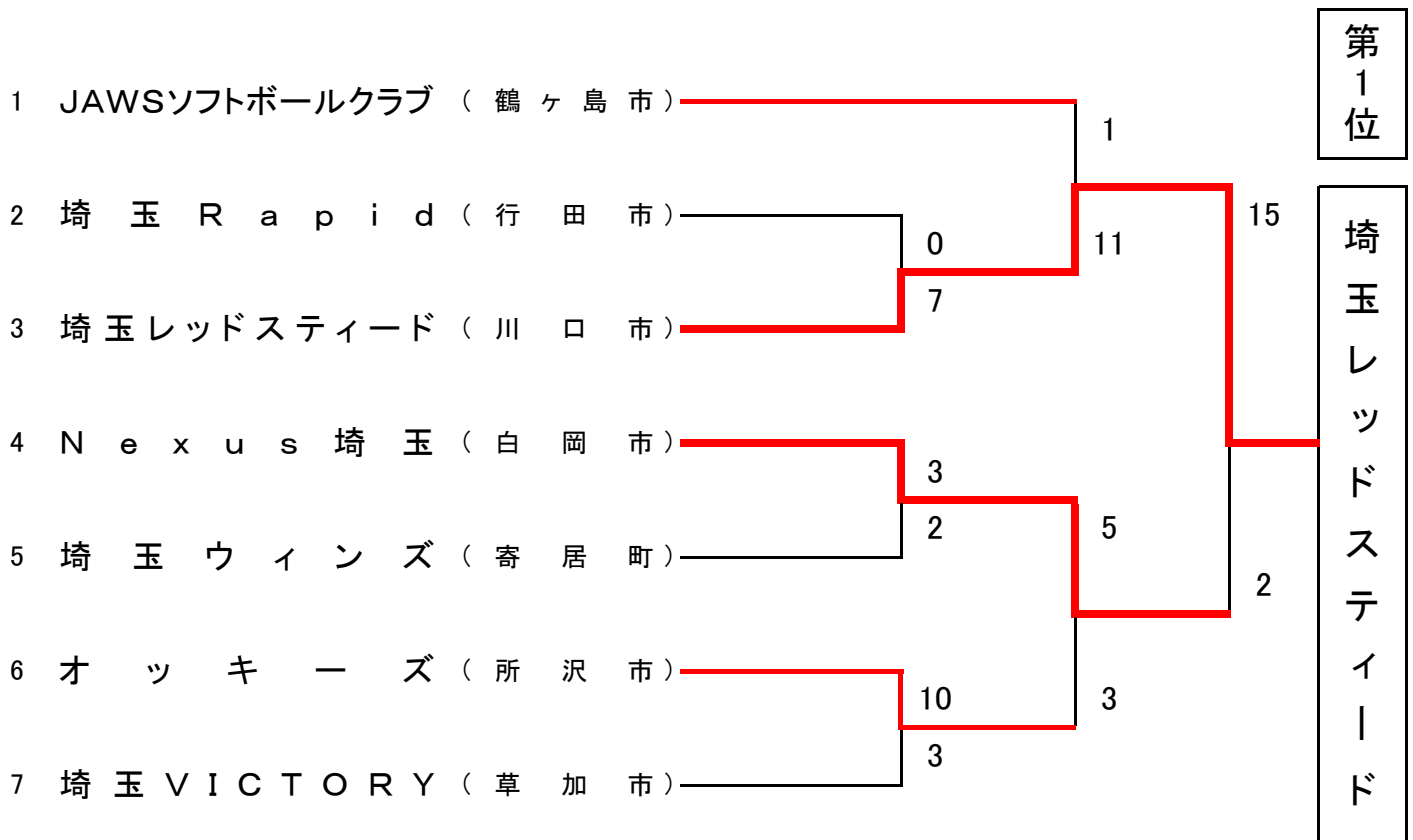 第1位
1 JAWSソフトボールクラブ (鶴ヶ島市)
1
2 埼玉Rapid (行田市)
15
0
11
7
3 埼玉レッドスティード (川口市)
埼玉レッドスティード
4 Nexus埼玉 (白岡市)
3
2
5
5 埼玉ウィンズ (寄居町)
2
6 オッキーズ (所沢市)
10
3
3
7 埼玉VICTORY (草加市)